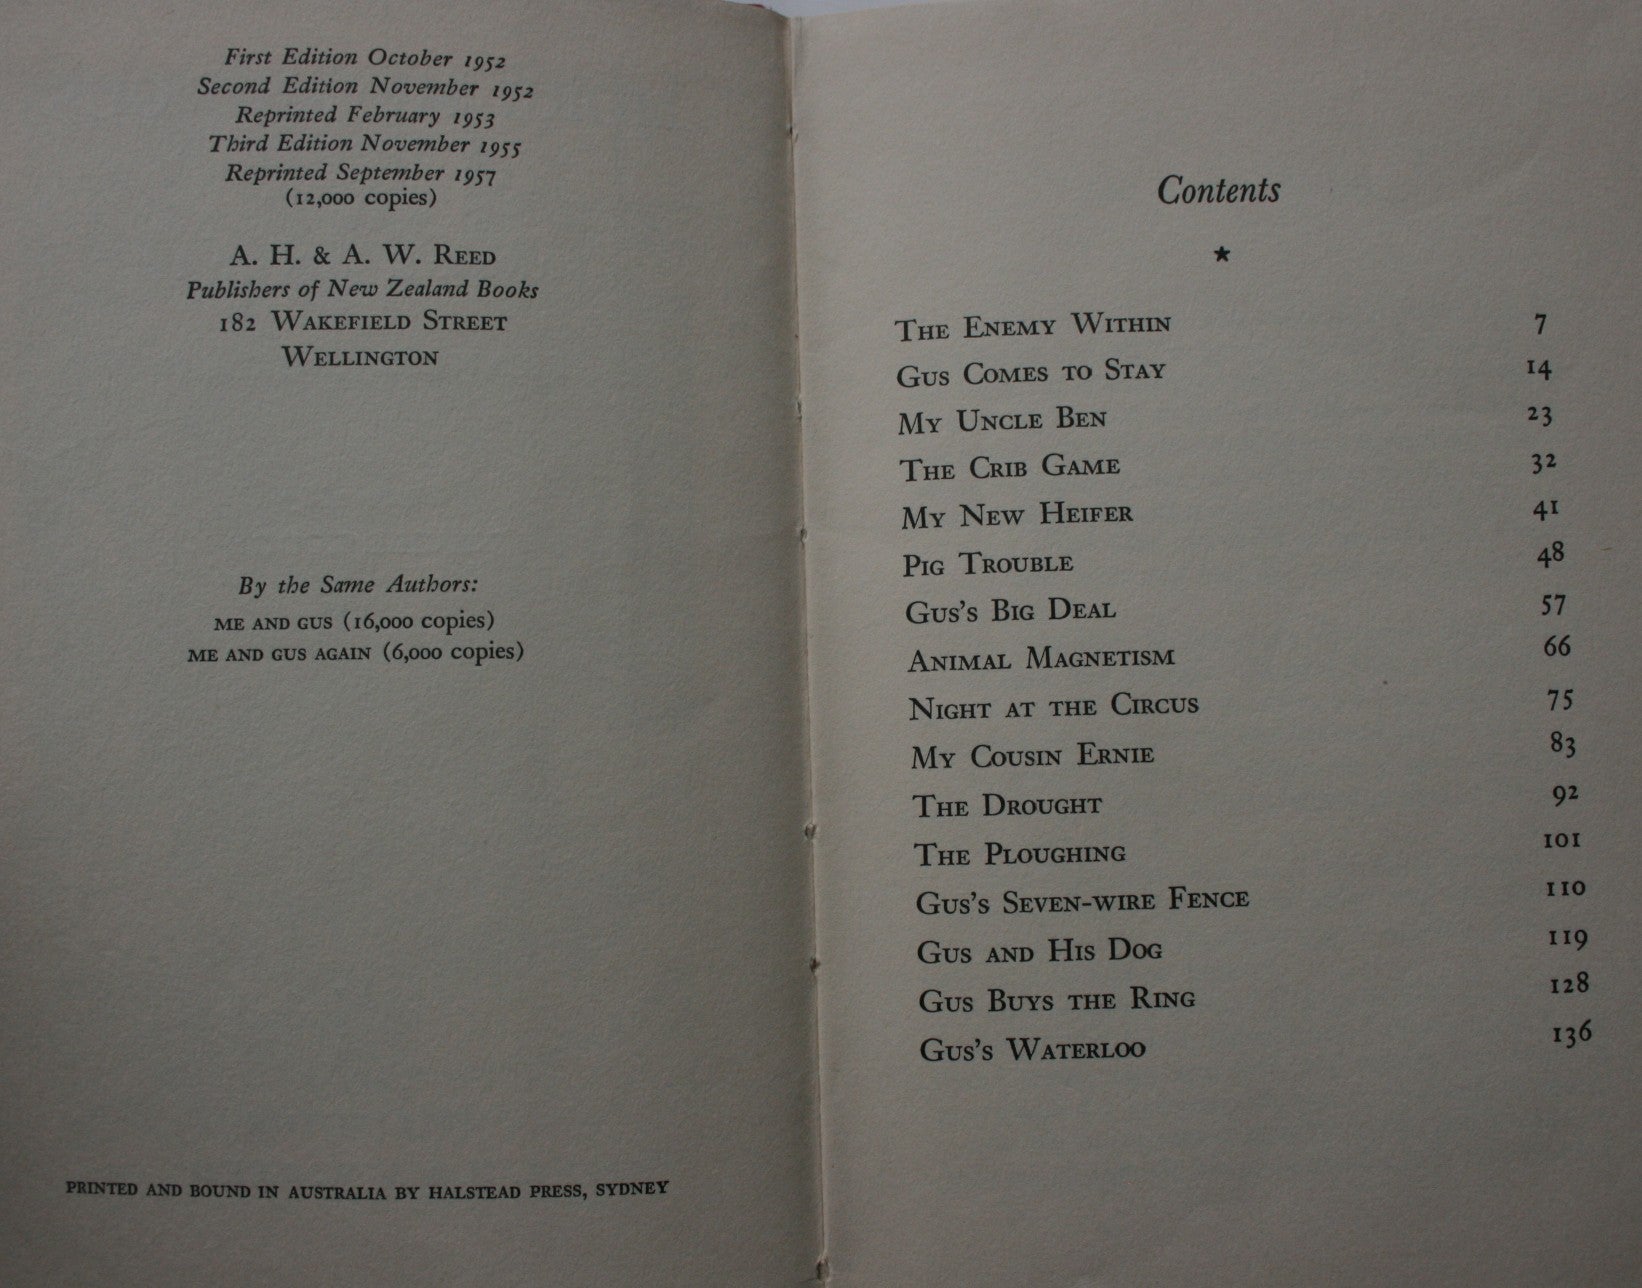 First Edition October 1952
Second Edition November 1952
Reprinted February 1953
Third Edition November 1955
Reprinted September 1957
(12,000 copies)
A. H. & A. W. REED
Publishers of New Zealand Books
182 WAKEFIELD STREET
WELLINGTON
By the Same Authors:
ME AND GUS (16,000 copies)
ME AND GUS AGAIN (6,000 copies)
PRINTED AND BOUND IN AUSTRALIA BY HALSTEAD PRESS, SYDNEY
Contents
★
THE ENEMY WITHIN 7
GUS COMES TO STAY 14
MY UNCLE BEN 23
THE CRIB GAME 32
MY NEW HEIFER 41
PIG TROUBLE 48
GUS'S BIG DEAL 57
ANIMAL MAGNETISM 66
NIGHT AT THE CIRCUS 75
MY COUSIN ERNIE 83
THE DROUGHT 92
THE PLOUGHING 101
GUS'S SEVEN-WIRE FENCE 110
GUS AND HIS DOG 119
GUS BUYS THE RING 128
GUS'S WATERLOO 136